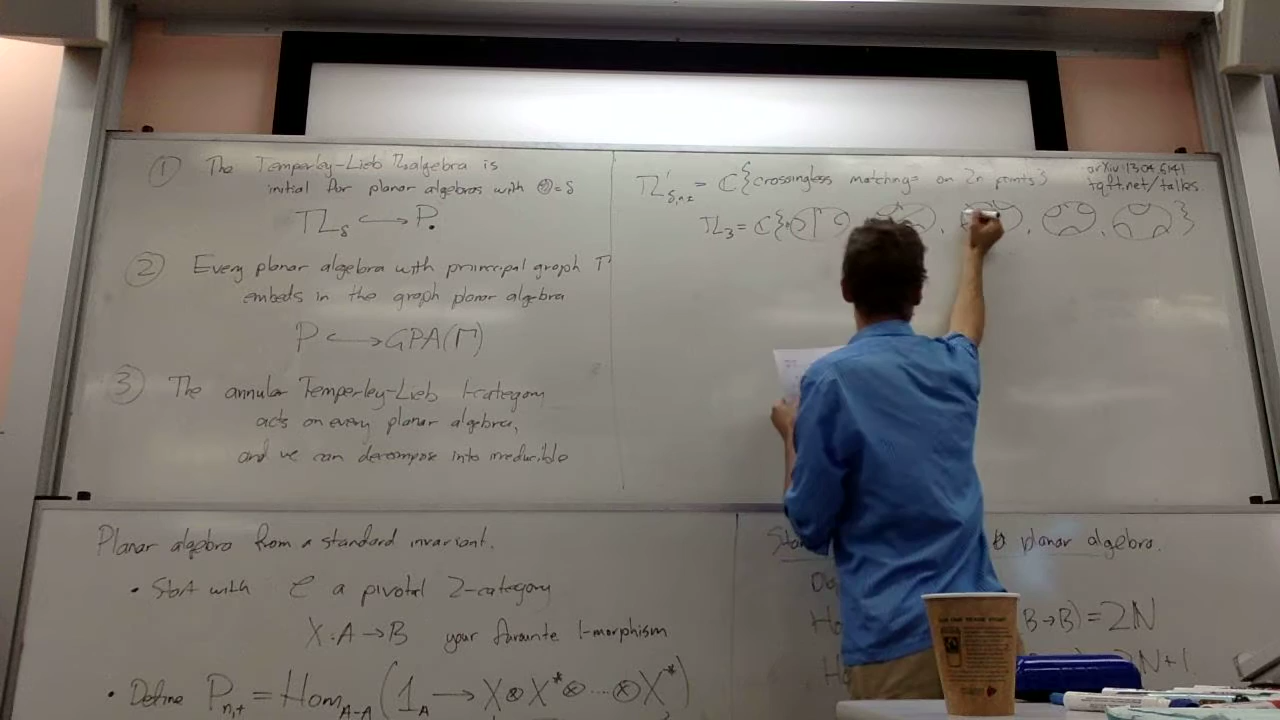 ① The Temperley-Lieb TLalgebra is
initial for planar algebras with = δ
TL_δ ↪ P.
② Every planar algebra with principal graph Γ
embeds in the graph planar algebra
P ↪ GPA(Γ)
③ The annular Temperley-Lieb 1-category
acts on every planar algebra,
and we can decompose into irreducible
TL'_{δ,n,±} = ℂ{crossingless matchings on 2n points}
arXiv:1304.6141
tqft.net/talks
TL_3 = ℂ{ , , , , }
Planar algebra from a standard invariant.
• Start with C a pivotal 2-category
X: A → B your favourite 1-morphism
• Define P_{n,+} = Hom_{A-A} (1_A → X ⊗ X* ⊗ ... ⊗ X*)
planar algebra.
B → B) = 2N
2N+1